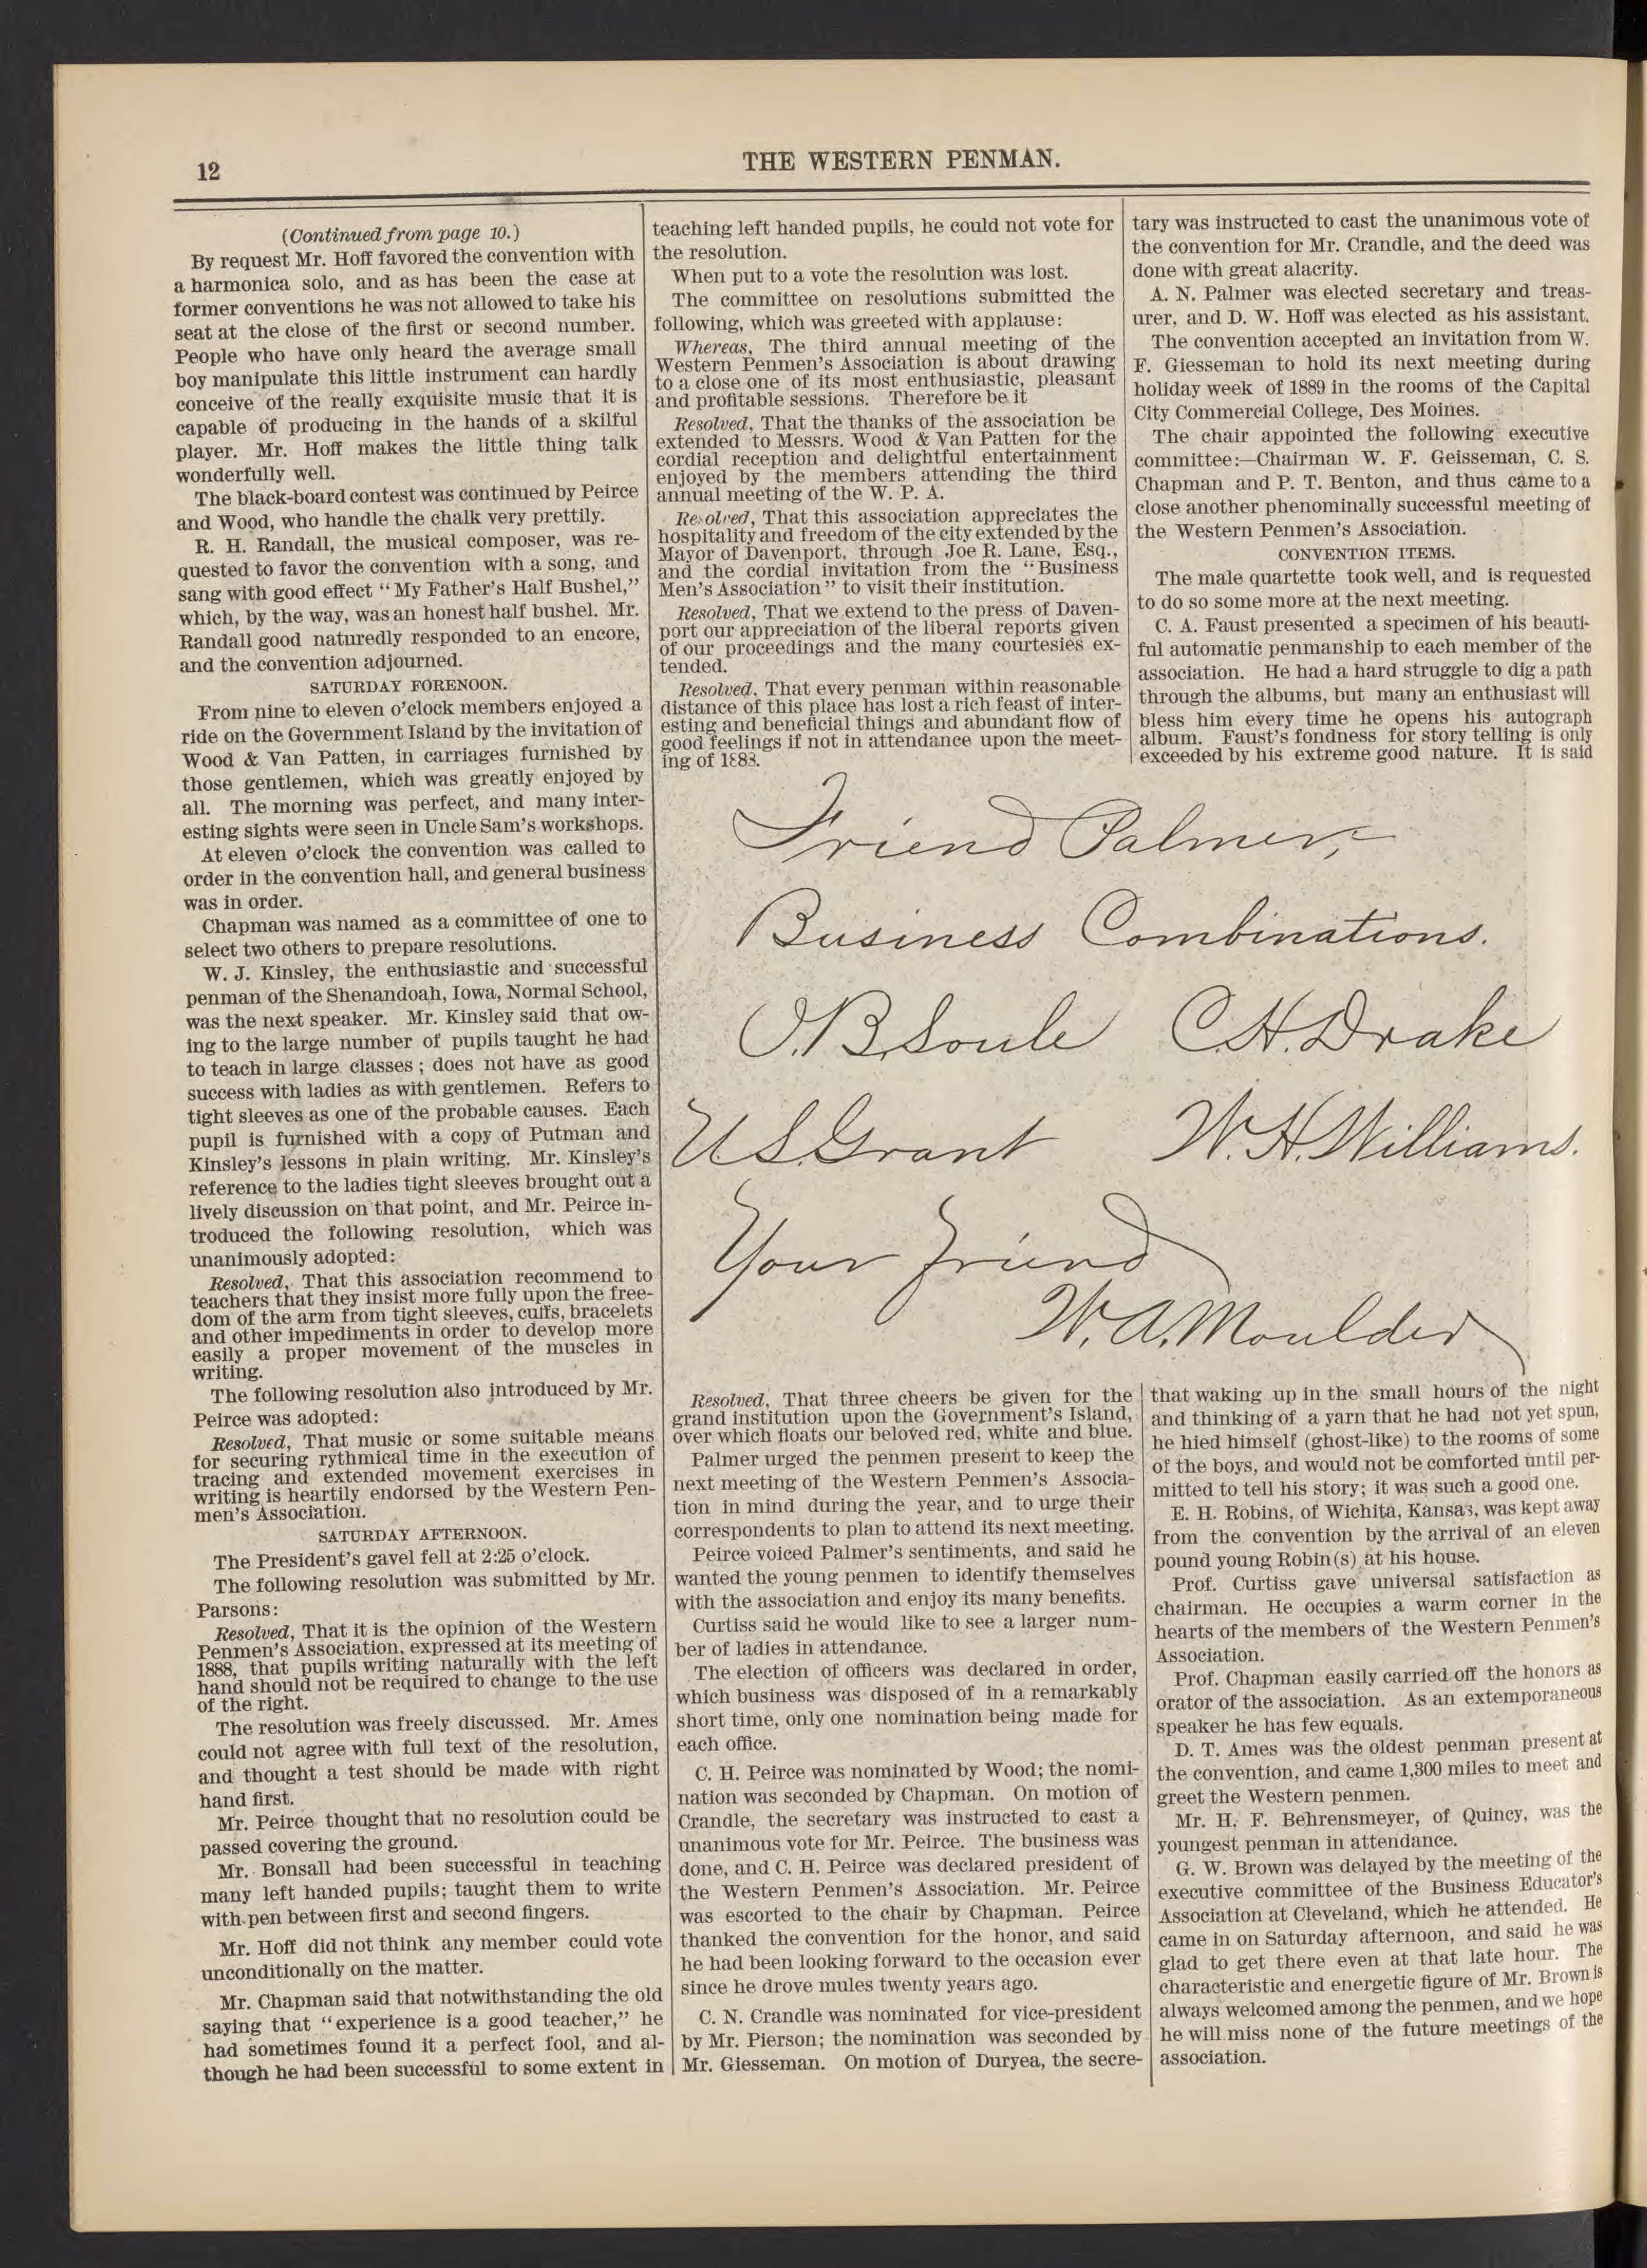 12
THE WESTERN PENMAN.
(Continued from page 10.)
By request Mr. Hoff favored the convention with
a harmonica solo, and as has been the case at
former conventions he was not allowed to take his
seat at the close of the first or second number.
People who have only heard the average small
boy manipulate this little instrument can hardly
conceive of the really exquisite music that it is
capable of producing in the hands of a skilful
player. Mr. Hoff makes the little thing talk
wonderfully well.
The black-board contest was continued by Peirce
and Wood, who handle the chalk very prettily.
R. H. Randall, the musical composer, was re-
quested to favor the convention with a song, and
sang with good effect "My Father's Half Bushel,"
which, by the way, was an honest half bushel. Mr.
Randall good naturedly responded to an encore,
and the convention adjourned.
SATURDAY FORENOON.
From nine to eleven o'clock members enjoyed a
ride on the Government Island by the invitation of
Wood & Van Patten, in carriages furnished by
those gentlemen, which was greatly enjoyed by
all. The morning was perfect, and many inter-
esting sights were seen in Uncle Sam's workshops.
At eleven o'clock the convention was called to
order in the convention hall, and general business
was in order.
Chapman was named as a committee of one to
select two others to prepare resolutions.
W. J. Kinsley, the enthusiastic and successful
penman of the Shenandoah, Iowa, Normal School,
was the next speaker. Mr. Kinsley said that ow-
ing to the large number of pupils taught he had
to teach in large classes; does not have as good
success with ladies as with gentlemen. Refers to
tight sleeves as one of the probable causes. Each
pupil is furnished with a copy of Putman and
Kinsley's lessons in plain writing. Mr. Kinsley's
reference to the ladies tight sleeves brought out a
lively discussion on that point, and Mr. Peirce in-
troduced the following resolution, which was
unanimously adopted:
Resolved, That this association recommend to
teachers that they insist more fully upon the free-
dom of the arm from tight sleeves, cuffs, bracelets
and other impediments in order to develop more
easily a proper movement of the muscles in
writing.
The following resolution also introduced by Mr.
Peirce was adopted:
Resolved, That music or some suitable means
for securing rythmical time in the execution of
tracing and extended movement exercises in
writing is heartily endorsed by the Western Pen-
men's Association.
SATURDAY AFTERNOON.
The President's gavel fell at 2:25 o'clock.
The following resolution was submitted by Mr.
Parsons:
Resolved, That it is the opinion of the Western
Penmen's Association, expressed at its meeting of
1888, that pupils writing naturally with the left
hand should not be required to change to the use
of the right.
The resolution was freely discussed. Mr. Ames
could not agree with full text of the resolution,
and thought a test should be made with right
hand first.
Mr. Peirce thought that no resolution could be
passed covering the ground.
Mr. Bonsall had been successful in teaching
many left handed pupils; taught them to write
with pen between first and second fingers.
Mr. Hoff did not think any member could vote
unconditionally on the matter.
Mr. Chapman said that notwithstanding the old
saying that "experience is a good teacher," he
had sometimes found it a perfect fool, and al-
though he had been successful to some extent in
teaching left handed pupils, he could not vote for
the resolution.
When put to a vote the resolution was lost.
The committee on resolutions submitted the
following, which was greeted with applause:
Whereas, The third annual meeting of the
Western Penmen's Association is about drawing
to a close one of its most enthusiastic, pleasant
and profitable sessions. Therefore be it
Resolved, That the thanks of the association be
extended to Messrs. Wood & Van Patten for the
cordial reception and delightful entertainment
enjoyed by the members attending the third
annual meeting of the W. P. A.
Resolved, That this association appreciates the
hospitality and freedom of the city extended by the
Mayor of Davenport, through Joe R. Lane, Esq.,
and the cordial invitation from the "Business
Men's Association" to visit their institution.
Resolved, That we extend to the press of Daven-
port our appreciation of the liberal reports given
of our proceedings and the many courtesies ex-
tended.
Resolved, That every penman within reasonable
distance of this place has lost a rich feast of inter-
esting and beneficial things and abundant flow of
good feelings if not in attendance upon the meet-
ing of 1888.
tary was instructed to cast the unanimous vote of
the convention for Mr. Crandle, and the deed was
done with great alacrity.
A. N. Palmer was elected secretary and treas-
urer, and D. W. Hoff was elected as his assistant.
The convention accepted an invitation from W.
F. Giesseman to hold its next meeting during
holiday week of 1889 in the rooms of the Capital
City Commercial College, Des Moines.
The chair appointed the following executive
committee:—Chairman W. F. Geisseman, C. S.
Chapman and P. T. Benton, and thus came to a
close another phenominally successful meeting of
the Western Penmen's Association.
CONVENTION ITEMS.
The male quartette took well, and is requested
to do so some more at the next meeting.
C. A. Faust presented a specimen of his beauti-
ful automatic penmanship to each member of the
association. He had a hard struggle to dig a path
through the albums, but many an enthusiast will
bless him every time he opens his autograph
album. Faust's fondness for story telling is only
exceeded by his extreme good nature. It is said
Friend Palmer,
Business Combinations.
O.B. Soule C.H. Drake
U.S. Grant W.H. Williams.
Your friend
W.A. Moulder
Resolved, That three cheers be given for the
grand institution upon the Government's Island,
over which floats our beloved red, white and blue.
Palmer urged the penmen present to keep the
next meeting of the Western Penmen's Associa-
tion in mind during the year, and to urge their
correspondents to plan to attend its next meeting.
Peirce voiced Palmer's sentiments, and said he
wanted the young penmen to identify themselves
with the association and enjoy its many benefits.
Curtiss said he would like to see a larger num-
ber of ladies in attendance.
The election of officers was declared in order,
which business was disposed of in a remarkably
short time, only one nomination being made for
each office.
C. H. Peirce was nominated by Wood; the nomi-
nation was seconded by Chapman. On motion of
Crandle, the secretary was instructed to cast a
unanimous vote for Mr. Peirce. The business was
done, and C. H. Peirce was declared president of
the Western Penmen's Association. Mr. Peirce
was escorted to the chair by Chapman. Peirce
thanked the convention for the honor, and said
he had been looking forward to the occasion ever
since he drove mules twenty years ago.
C. N. Crandle was nominated for vice-president
by Mr. Pierson; the nomination was seconded by
Mr. Giesseman. On motion of Duryea, the secre-
that waking up in the small hours of the night
and thinking of a yarn that he had not yet spun,
he hied himself (ghost-like) to the rooms of some
of the boys, and would not be comforted until per-
mitted to tell his story; it was such a good one.
E. H. Robins, of Wichita, Kansas, was kept away
from the convention by the arrival of an eleven
pound young Robin(s) at his house.
Prof. Curtiss gave universal satisfaction as
chairman. He occupies a warm corner in the
hearts of the members of the Western Penmen's
Association.
Prof. Chapman easily carried off the honors as
orator of the association. As an extemporaneous
speaker he has few equals.
D. T. Ames was the oldest penman present at
the convention, and came 1,300 miles to meet and
greet the Western penmen.
Mr. H. F. Behrensmeyer, of Quincy, was the
youngest penman in attendance.
G. W. Brown was delayed by the meeting of the
executive committee of the Business Educator's
Association at Cleveland, which he attended. He
came in on Saturday afternoon, and said he was
glad to get there even at that late hour. The
characteristic and energetic figure of Mr. Brown is
always welcomed among the penmen, and we hope
he will miss none of the future meetings of the
association.